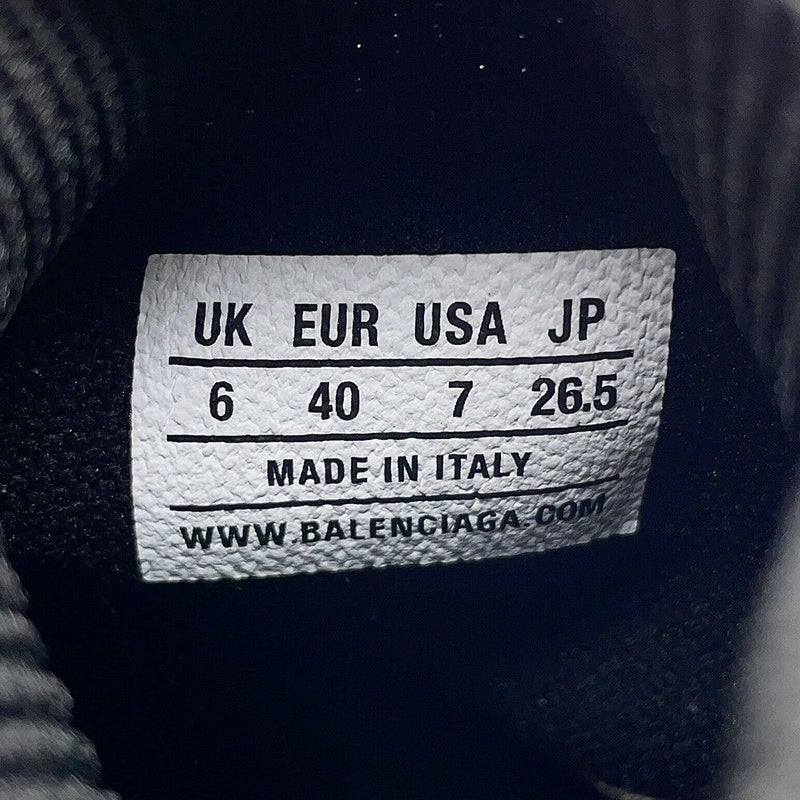 UK EUR USA JP
6 40 7 26.5
MADE IN ITALY
WWW.BALENCIAGA.COM